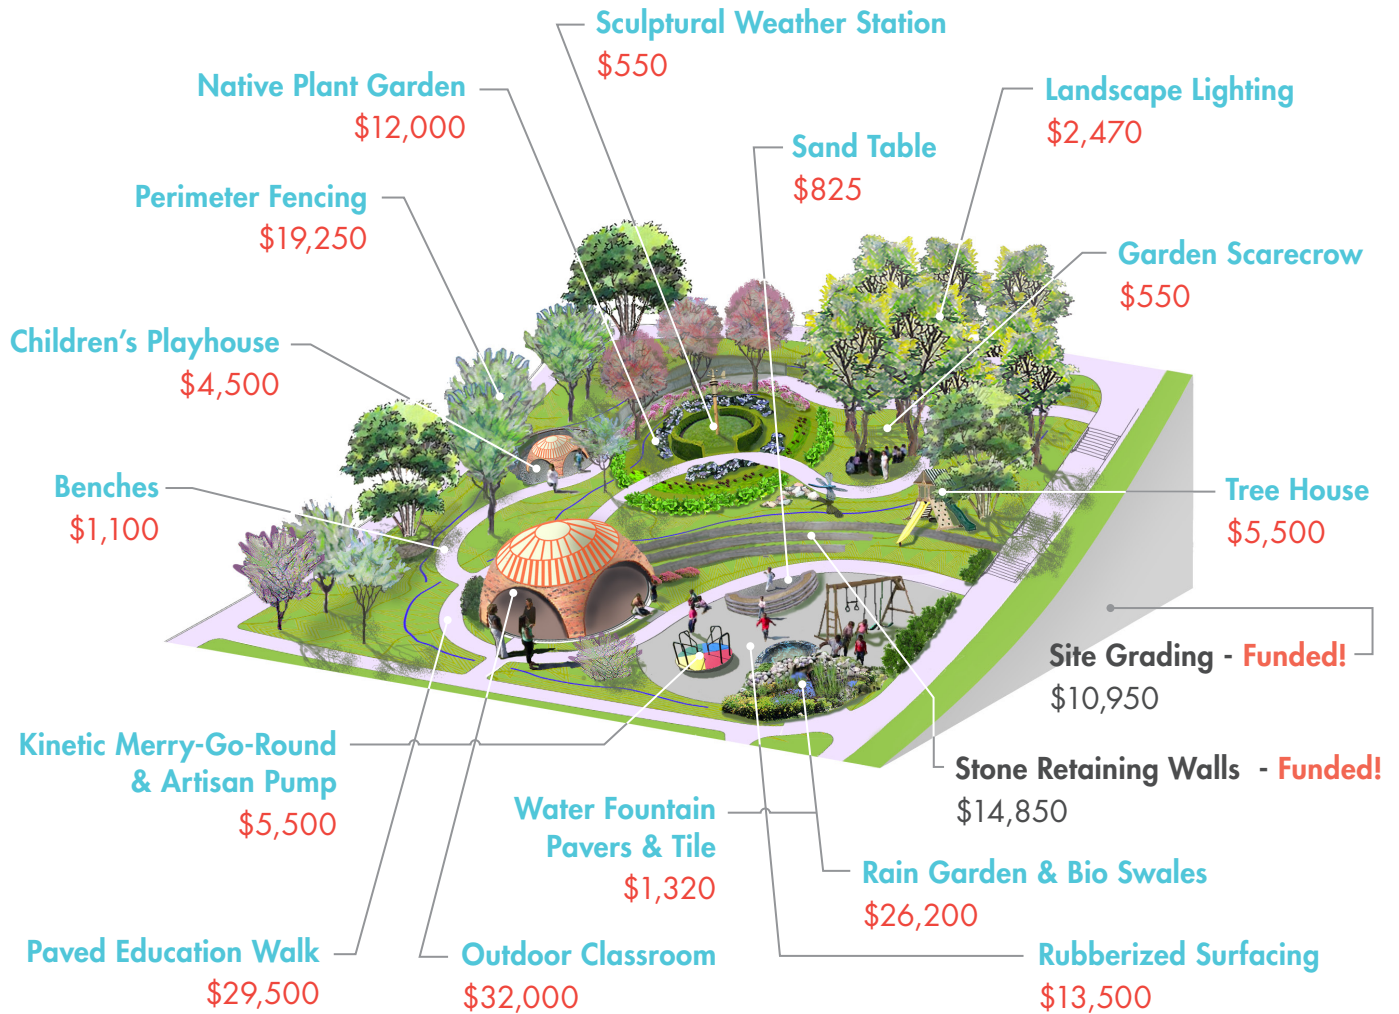 Sculptural Weather Station
$550
Native Plant Garden
$12,000
Landscape Lighting
$2,470
Sand Table
$825
Perimeter Fencing
$19,250
Garden Scarecrow
$550
Children’s Playhouse
$4,500
Benches
$1,100
Tree House
$5,500
Site Grading - Funded!
$10,950
Kinetic Merry-Go-Round
& Artisan Pump
$5,500
Stone Retaining Walls - Funded!
$14,850
Water Fountain
Pavers & Tile
$1,320
Rain Garden & Bio Swales
$26,200
Paved Education Walk
$29,500
Outdoor Classroom
$32,000
Rubberized Surfacing
$13,500